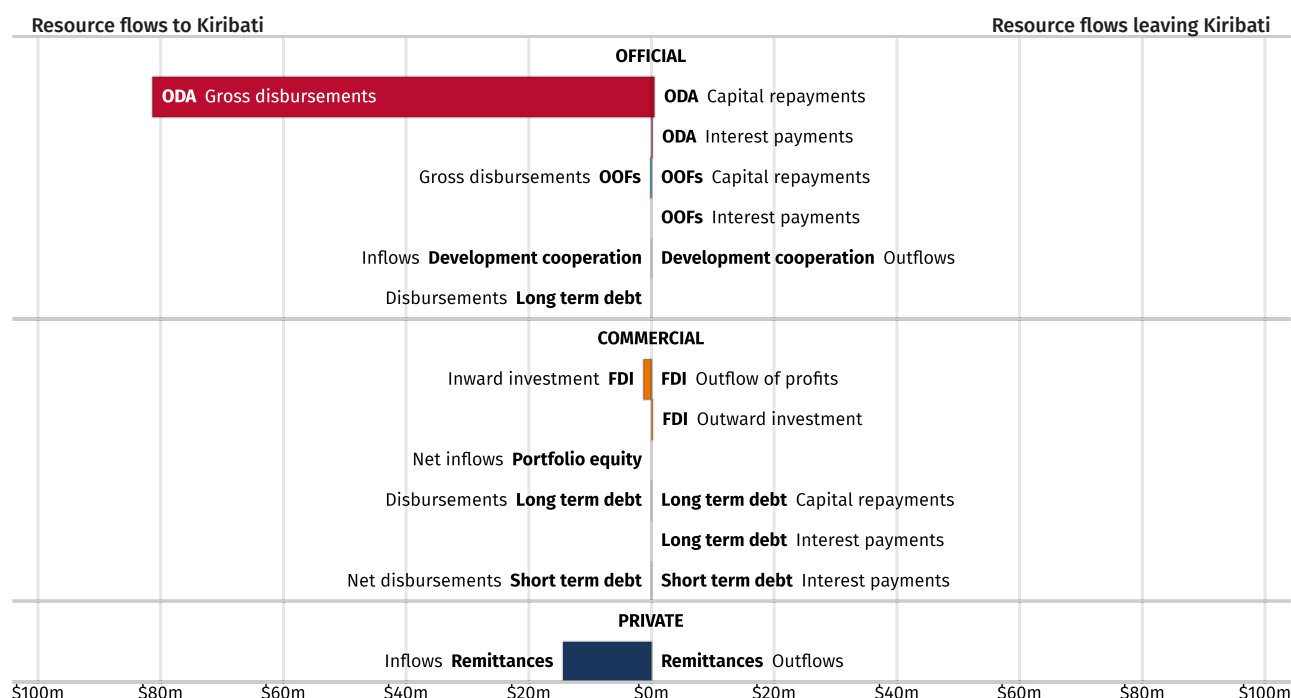 Resource flows to Kiribati Resource flows leaving Kiribati
OFFICIAL
ODA Gross disbursements ODA Capital repayments
ODA Interest payments
Gross disbursements OOFs OOFs Capital repayments
OOFs Interest payments
Inflows Development cooperation Development cooperation Outflows
Disbursements Long term debt
COMMERCIAL
Inward investment FDI FDI Outflow of profits
FDI Outward investment
Net inflows Portfolio equity
Disbursements Long term debt Long term debt Capital repayments
Long term debt Interest payments
Net disbursements Short term debt Short term debt Interest payments
PRIVATE
Inflows Remittances Remittances Outflows
$100m $80m $60m $40m $20m $0m $20m $40m $60m $80m $100m